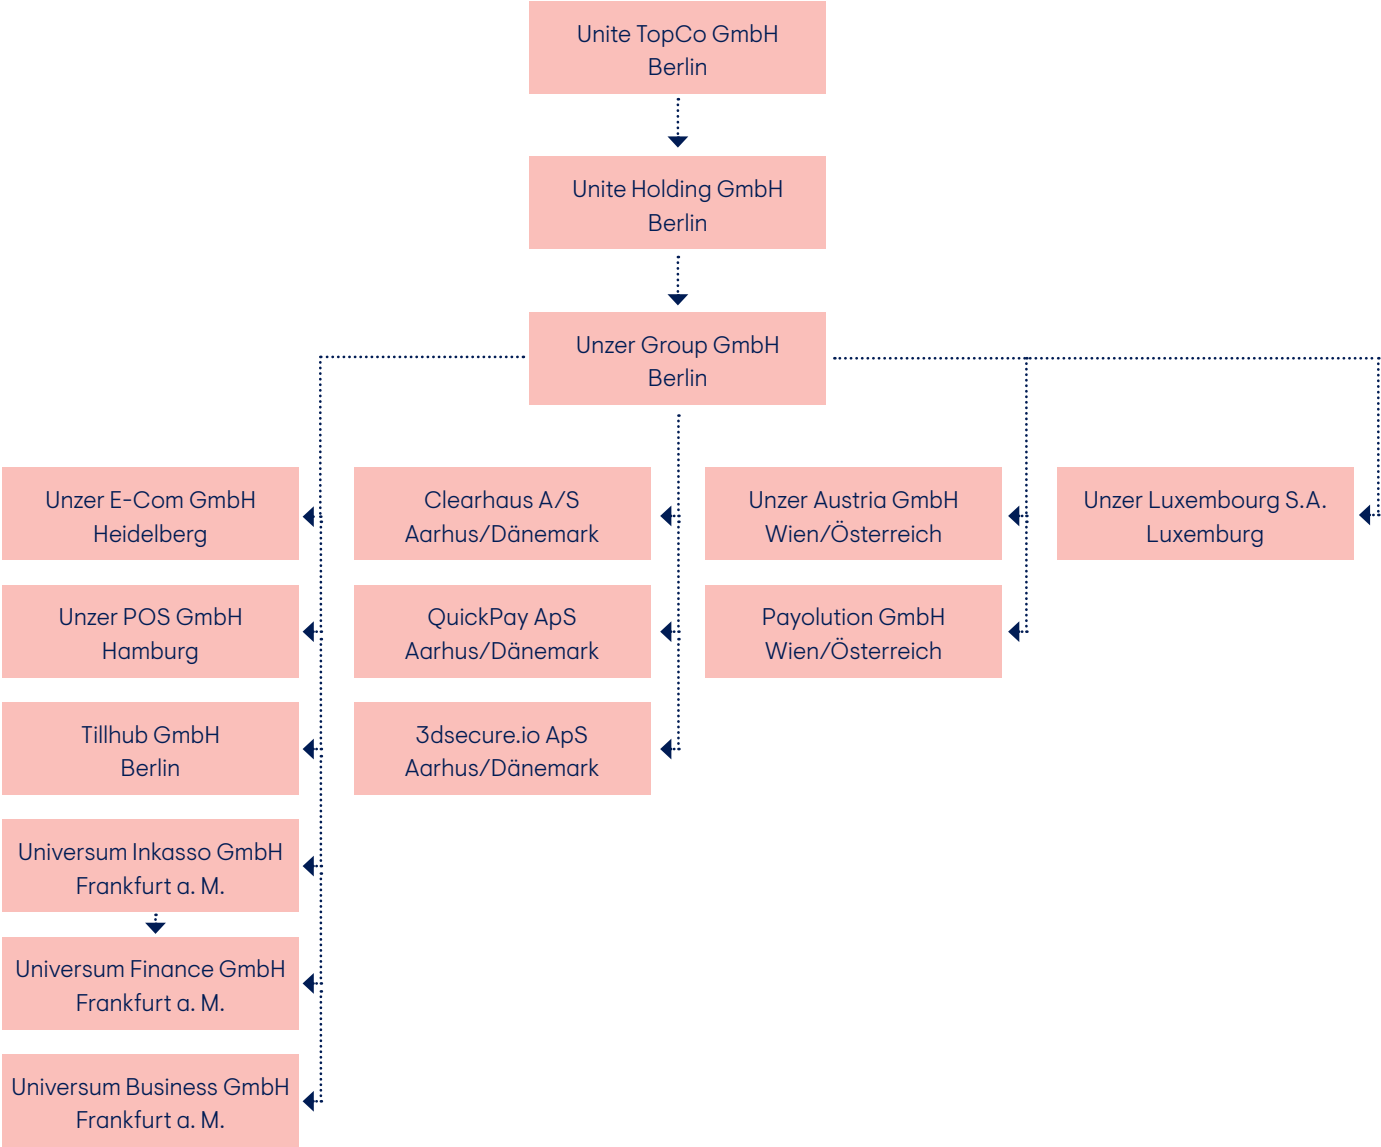 Unite TopCo GmbH
Berlin
Unite Holding GmbH
Berlin
Unzer Group GmbH
Berlin
Unzer E-Com GmbH
Heidelberg
Clearhaus A/S
Aarhus/Dänemark
Unzer Austria GmbH
Wien/Österreich
Unzer Luxembourg S.A.
Luxemburg
Unzer POS GmbH
Hamburg
QuickPay ApS
Aarhus/Dänemark
Payolution GmbH
Wien/Österreich
Tillhub GmbH
Berlin
3dsecure.io ApS
Aarhus/Dänemark
Universum Inkasso GmbH
Frankfurt a. M.
Universum Finance GmbH
Frankfurt a. M.
Universum Business GmbH
Frankfurt a. M.